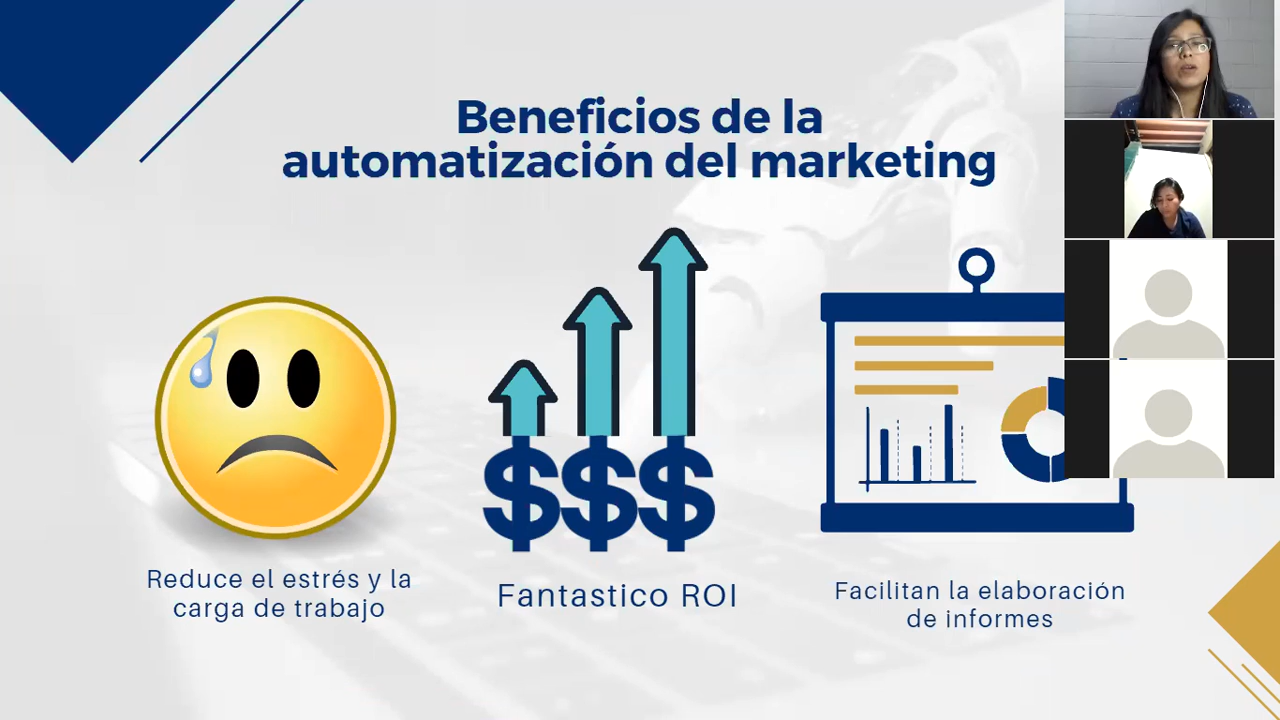 Beneficios de la
automatización del marketing
$$$
Reduce el estrés y la
carga de trabajo
Fantastico ROI
Facilitan la elaboración
de informes